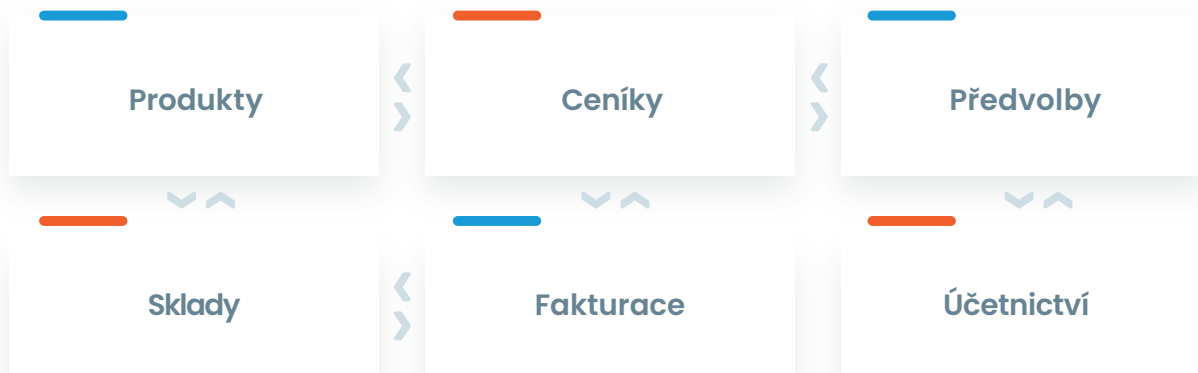 Produkty
Ceníky
Předvolby
Sklady
Fakturace
Účetnictví